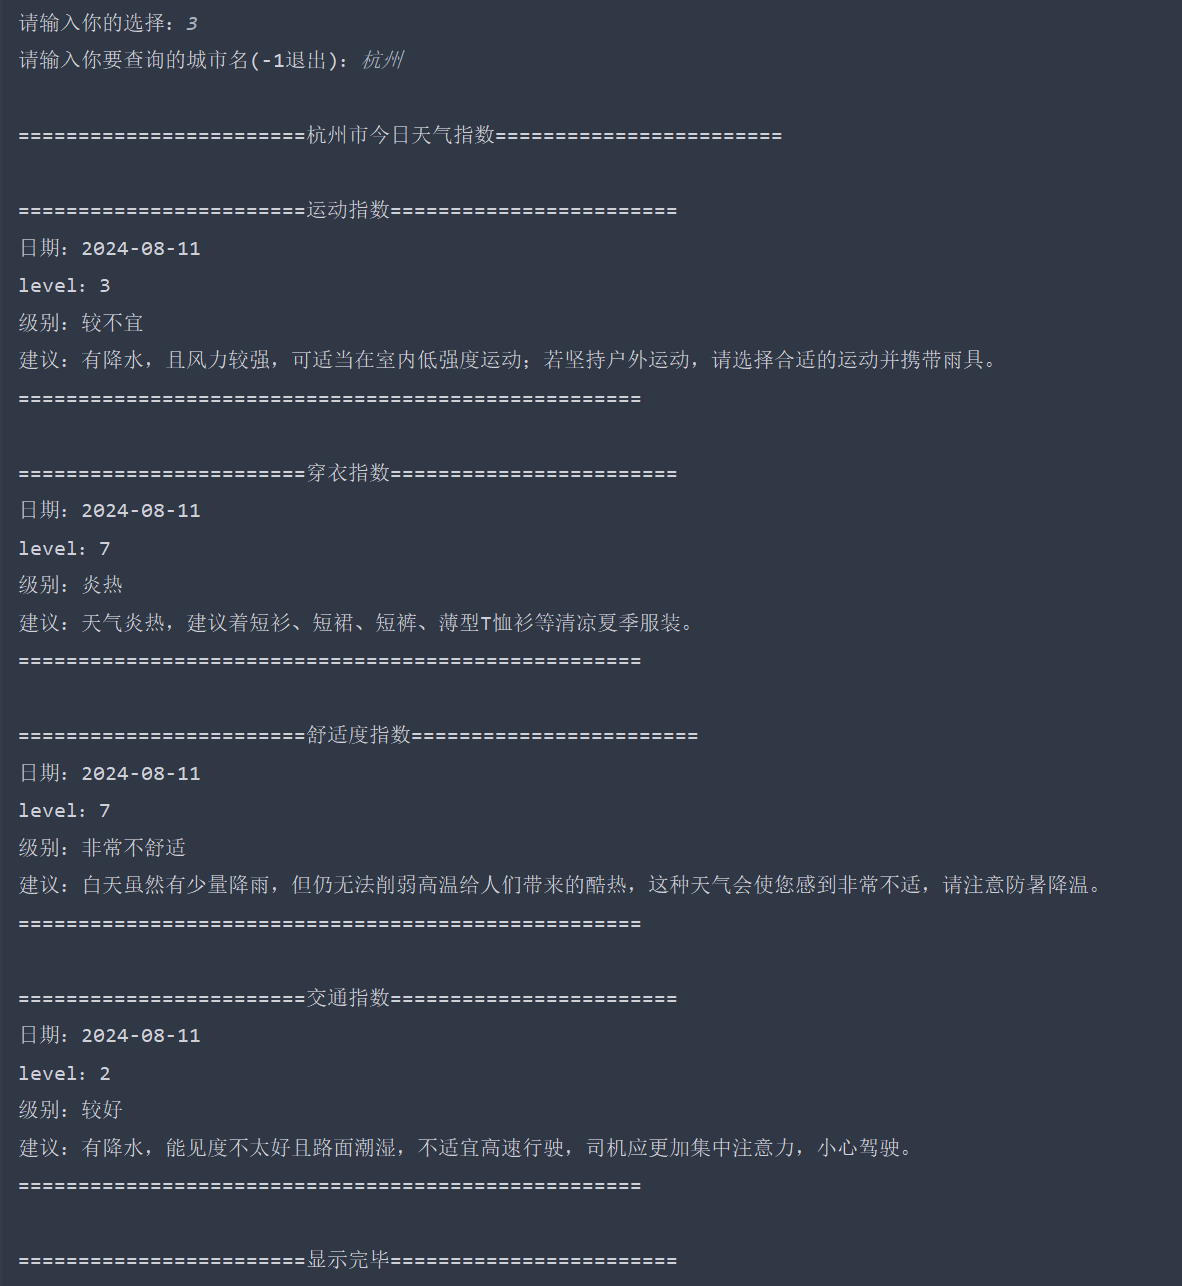 请输入你的选择：3
请输入你要查询的城市名(-1退出)：杭州
========================杭州市今日天气指数========================
========================运动指数========================
日期：2024-08-11
level：3
级别：较不宜
建议：有降水，且风力较强，可适当在室内低强度运动；若坚持户外运动，请选择合适的运动并携带雨具。
====================================================
========================穿衣指数========================
日期：2024-08-11
level：7
级别：炎热
建议：天气炎热，建议着短衫、短裙、短裤、薄型T恤衫等清凉夏季服装。
====================================================
========================舒适度指数========================
日期：2024-08-11
level：7
级别：非常不舒适
建议：白天虽然有少量降雨，但仍无法削弱高温给人们带来的酷热，这种天气会使您感到非常不适，请注意防暑降温。
====================================================
========================交通指数========================
日期：2024-08-11
level：2
级别：较好
建议：有降水，能见度不太好且路面潮湿，不适宜高速行驶，司机应更加集中注意力，小心驾驶。
====================================================
========================显示完毕========================